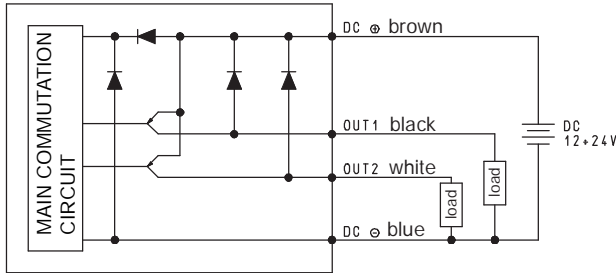 MAIN COMMUTATION
CIRCUIT
DC ⊕ brown
OUT1 black
OUT2 white
DC ⊖ blue
load
load
DC
12÷24V